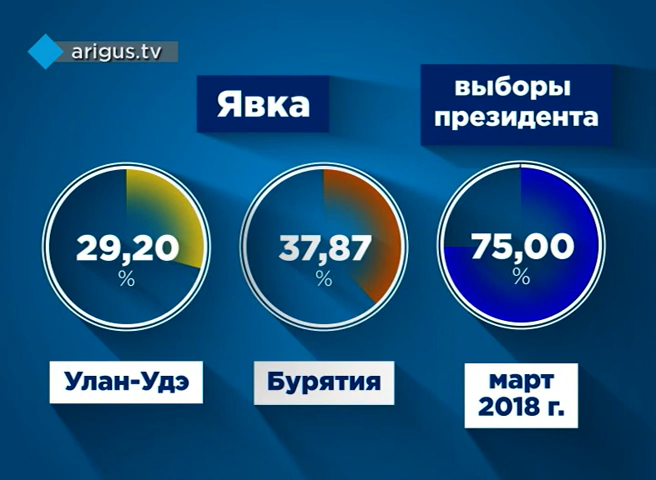 arigus.tv
Явка
выборы
президента
29,20
%
37,87
%
75,00
%
Улан-Удэ
Бурятия
март
2018 г.